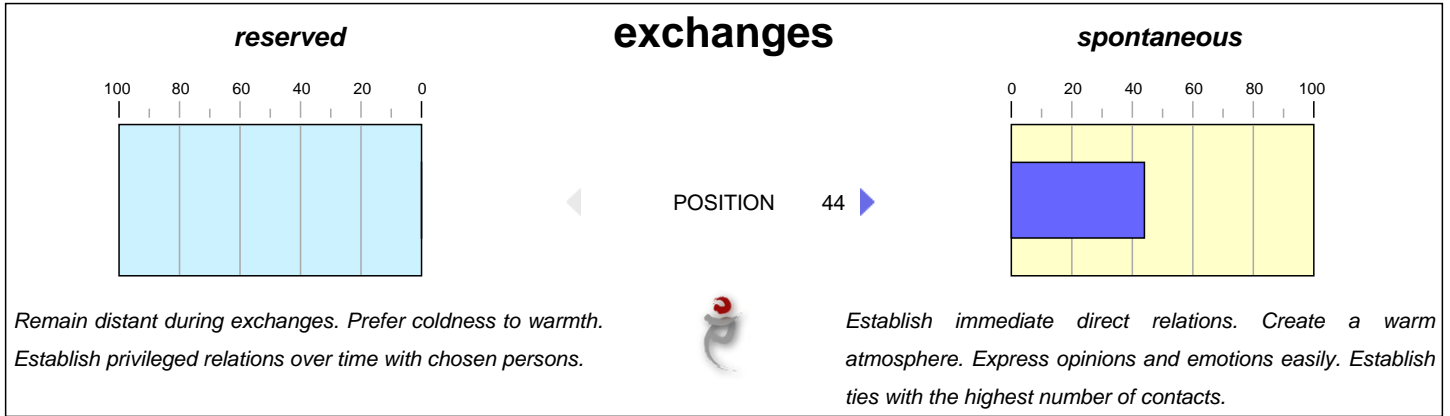 reserved
exchanges
spontaneous
100 80 60 40 20 0
0 20 40 60 80 100
POSITION 44
Remain distant during exchanges. Prefer coldness to warmth.
Establish privileged relations over time with chosen persons.
Establish immediate direct relations. Create a warm
atmosphere. Express opinions and emotions easily. Establish
ties with the highest number of contacts.